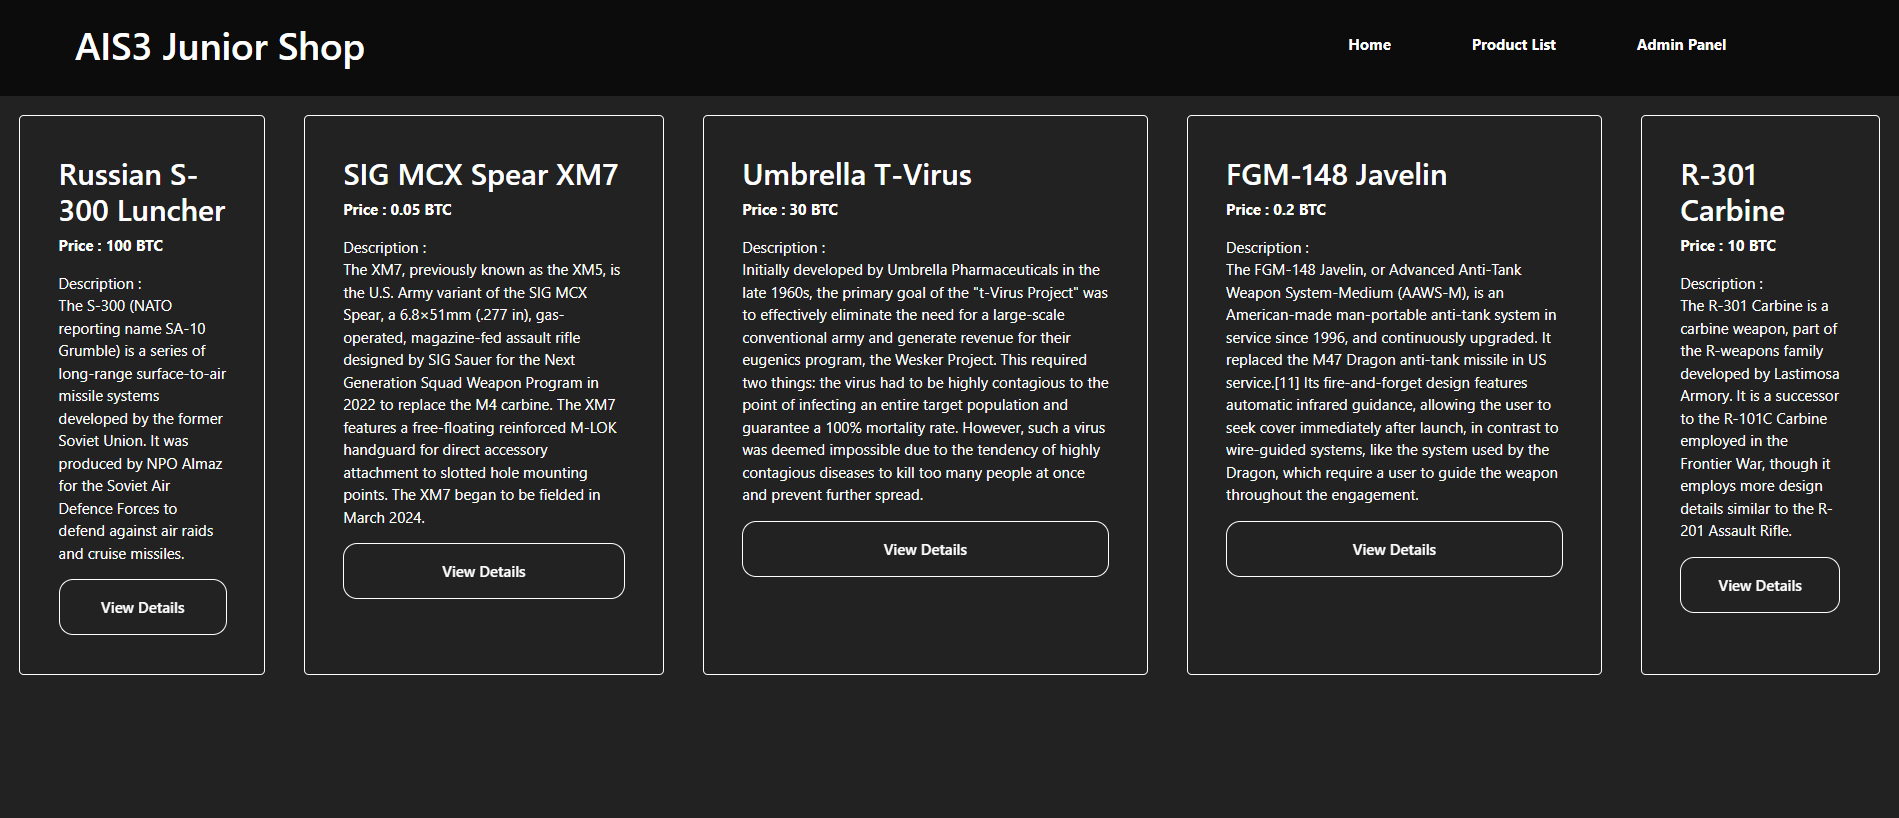 AIS3 Junior Shop
Home
Product List
Admin Panel
Russian S-
300 Luncher
Price : 100 BTC
Description :
The S-300 (NATO
reporting name SA-10
Grumble) is a series of
long-range surface-to-air
missile systems
developed by the former
Soviet Union. It was
produced by NPO Almaz
for the Soviet Air
Defence Forces to
defend against air raids
and cruise missiles.
View Details
SIG MCX Spear XM7
Price : 0.05 BTC
Description :
The XM7, previously known as the XM5, is
the U.S. Army variant of the SIG MCX
Spear, a 6.8×51mm (.277 in), gas-
operated, magazine-fed assault rifle
designed by SIG Sauer for the Next
Generation Squad Weapon Program in
2022 to replace the M4 carbine. The XM7
features a free-floating reinforced M-LOK
handguard for direct accessory
attachment to slotted hole mounting
points. The XM7 began to be fielded in
March 2024.
View Details
Umbrella T-Virus
Price : 30 BTC
Description :
Initially developed by Umbrella Pharmaceuticals in the
late 1960s, the primary goal of the "t-Virus Project" was
to effectively eliminate the need for a large-scale
conventional army and generate revenue for their
eugenics program, the Wesker Project. This required
two things: the virus had to be highly contagious to the
point of infecting an entire target population and
guarantee a 100% mortality rate. However, such a virus
was deemed impossible due to the tendency of highly
contagious diseases to kill too many people at once
and prevent further spread.
View Details
FGM-148 Javelin
Price : 0.2 BTC
Description :
The FGM-148 Javelin, or Advanced Anti-Tank
Weapon System-Medium (AAWS-M), is an
American-made man-portable anti-tank system in
service since 1996, and continuously upgraded. It
replaced the M47 Dragon anti-tank missile in US
service.[11] Its fire-and-forget design features
automatic infrared guidance, allowing the user to
seek cover immediately after launch, in contrast to
wire-guided systems, like the system used by the
Dragon, which require a user to guide the weapon
throughout the engagement.
View Details
R-301
Carbine
Price : 10 BTC
Description :
The R-301 Carbine is a
carbine weapon, part of
the R-weapons family
developed by Lastimosa
Armory. It is a successor
to the R-101C Carbine
employed in the
Frontier War, though it
employs more design
details similar to the R-
201 Assault Rifle.
View Details